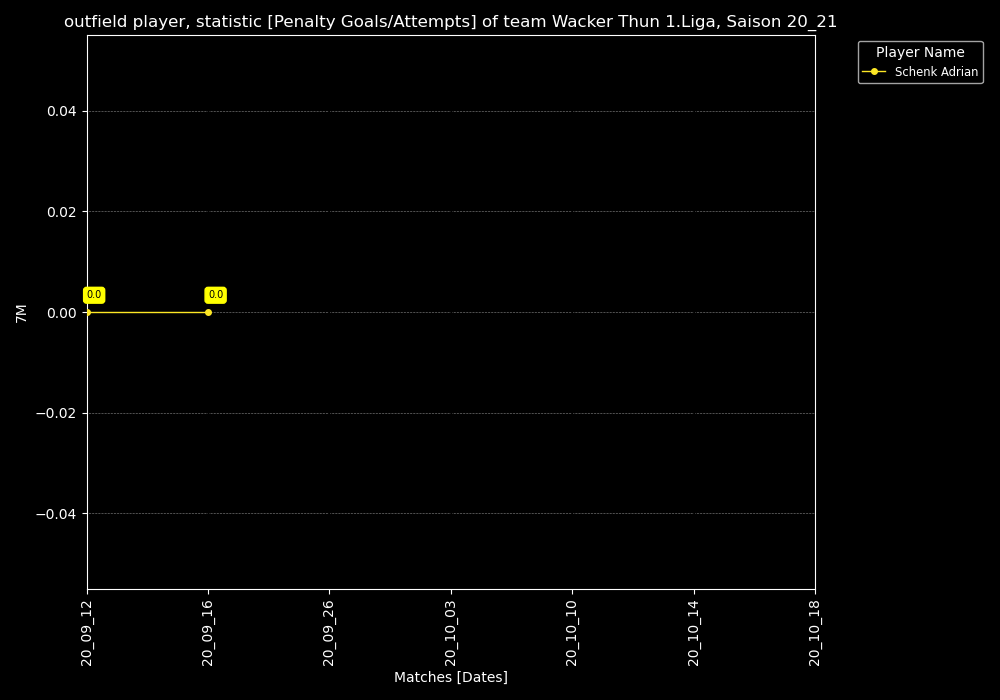 outfield player, statistic [Penalty Goals/Attempts] of team Wacker Thun 1.Liga, Saison 20_21
Player Name
Schenk Adrian
7M
0.04
0.02
0.00
−0.02
−0.04
0.0
0.0
20_09_12
20_09_16
20_09_26
20_10_03
20_10_10
20_10_14
20_10_18
Matches [Dates]